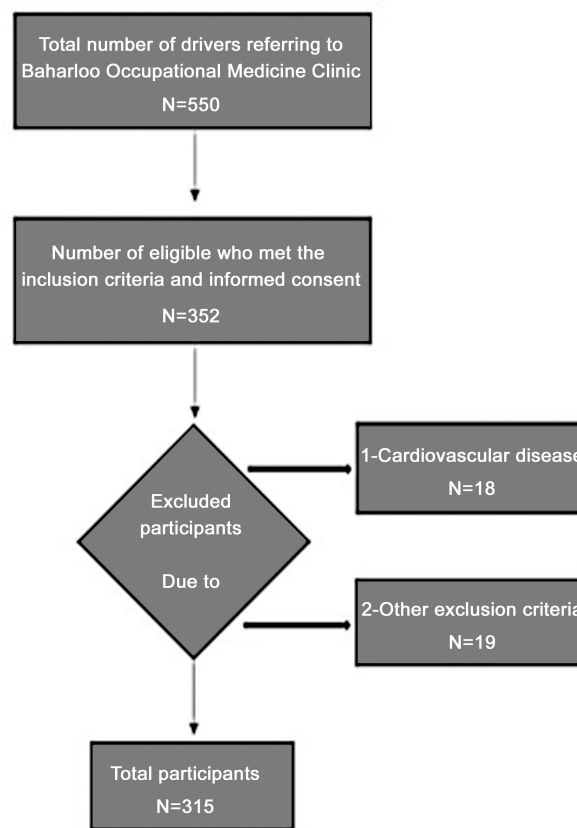 Total number of drivers referring to
Baharloo Occupational Medicine Clinic
N=550
Number of eligible who met the
inclusion criteria and informed consent
N=352
1-Cardiovascular disease
N=18
Excluded
participants
Due to
2-Other exclusion criteria
N=19
Total participants
N=315